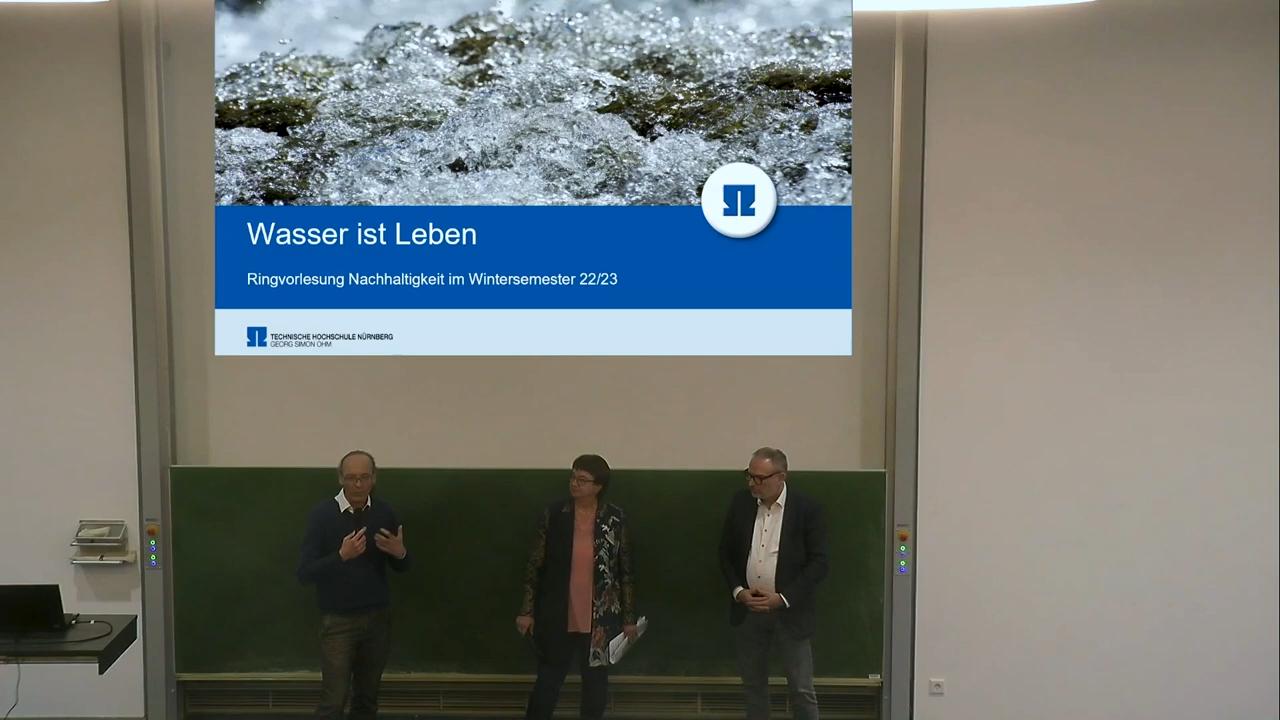 Wasser ist Leben
Ringvorlesung Nachhaltigkeit im Wintersemester 22/23
TECHNISCHE HOCHSCHULE NÜRNBERG
GEORG SIMON OHM